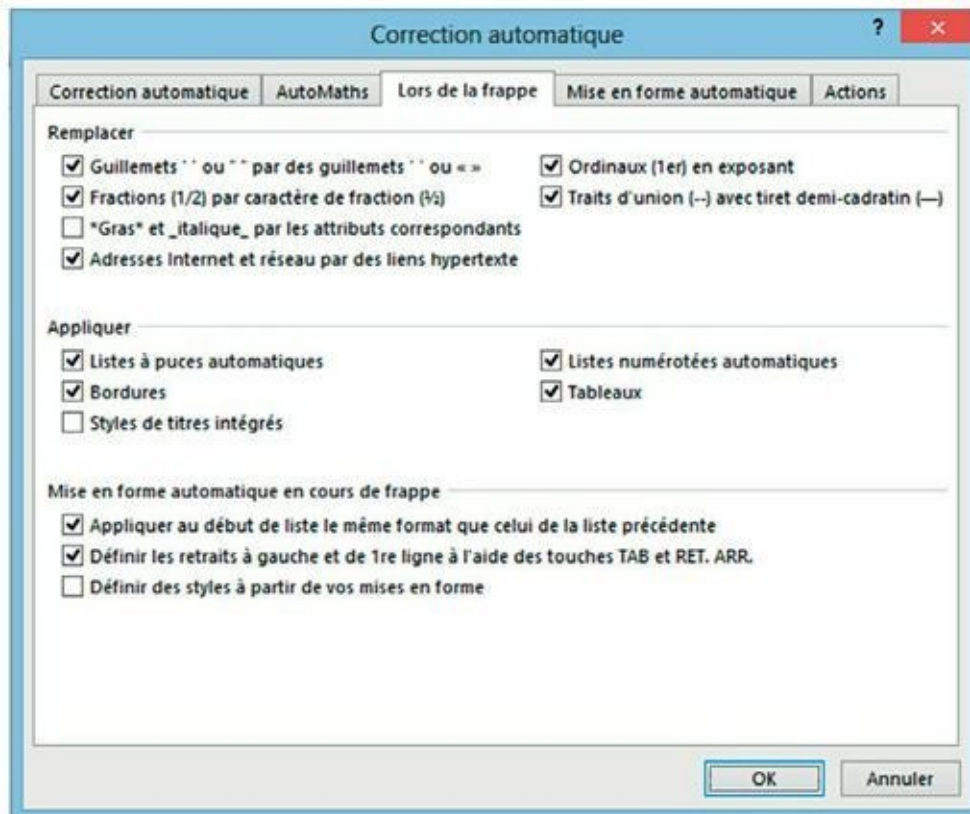 Correction automatique ? ×
Correction automatique AutoMaths Lors de la frappe Mise en forme automatique Actions
Remplacer
Guillemets ' ' ou " " par des guillemets ' ' ou « » Ordinaux (1er) en exposant
Fractions (1/2) par caractère de fraction (½) Traits d'union (--) avec tiret demi-cadratin (—)
*Gras* et _italique_ par les attributs correspondants
Adresses Internet et réseau par des liens hypertexte
Appliquer
Listes à puces automatiques Listes numérotées automatiques
Bordures Tableaux
Styles de titres intégrés
Mise en forme automatique en cours de frappe
Appliquer au début de liste le même format que celui de la liste précédente
Définir les retraits à gauche et de 1re ligne à l'aide des touches TAB et RET. ARR.
Définir des styles à partir de vos mises en forme
OK Annuler